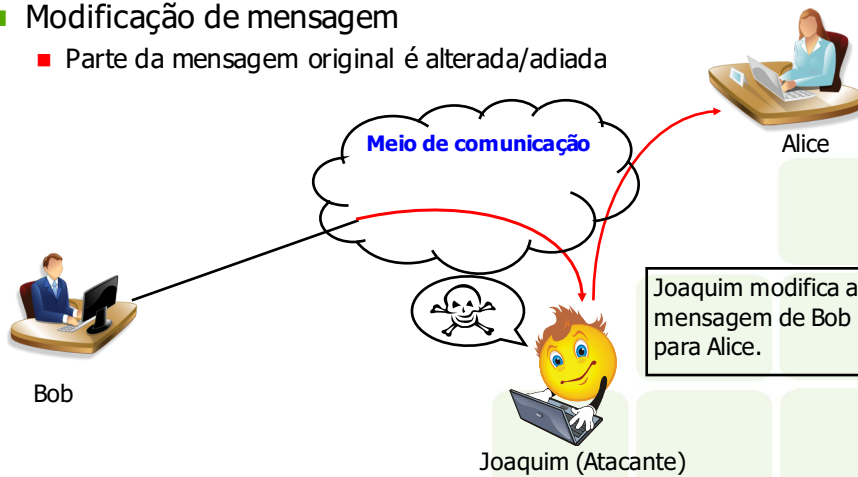 Modificação de mensagem
Parte da mensagem original é alterada/adiada
Meio de comunicação
Alice
Joaquim modifica a
mensagem de Bob
para Alice.
Bob
Joaquim (Atacante)